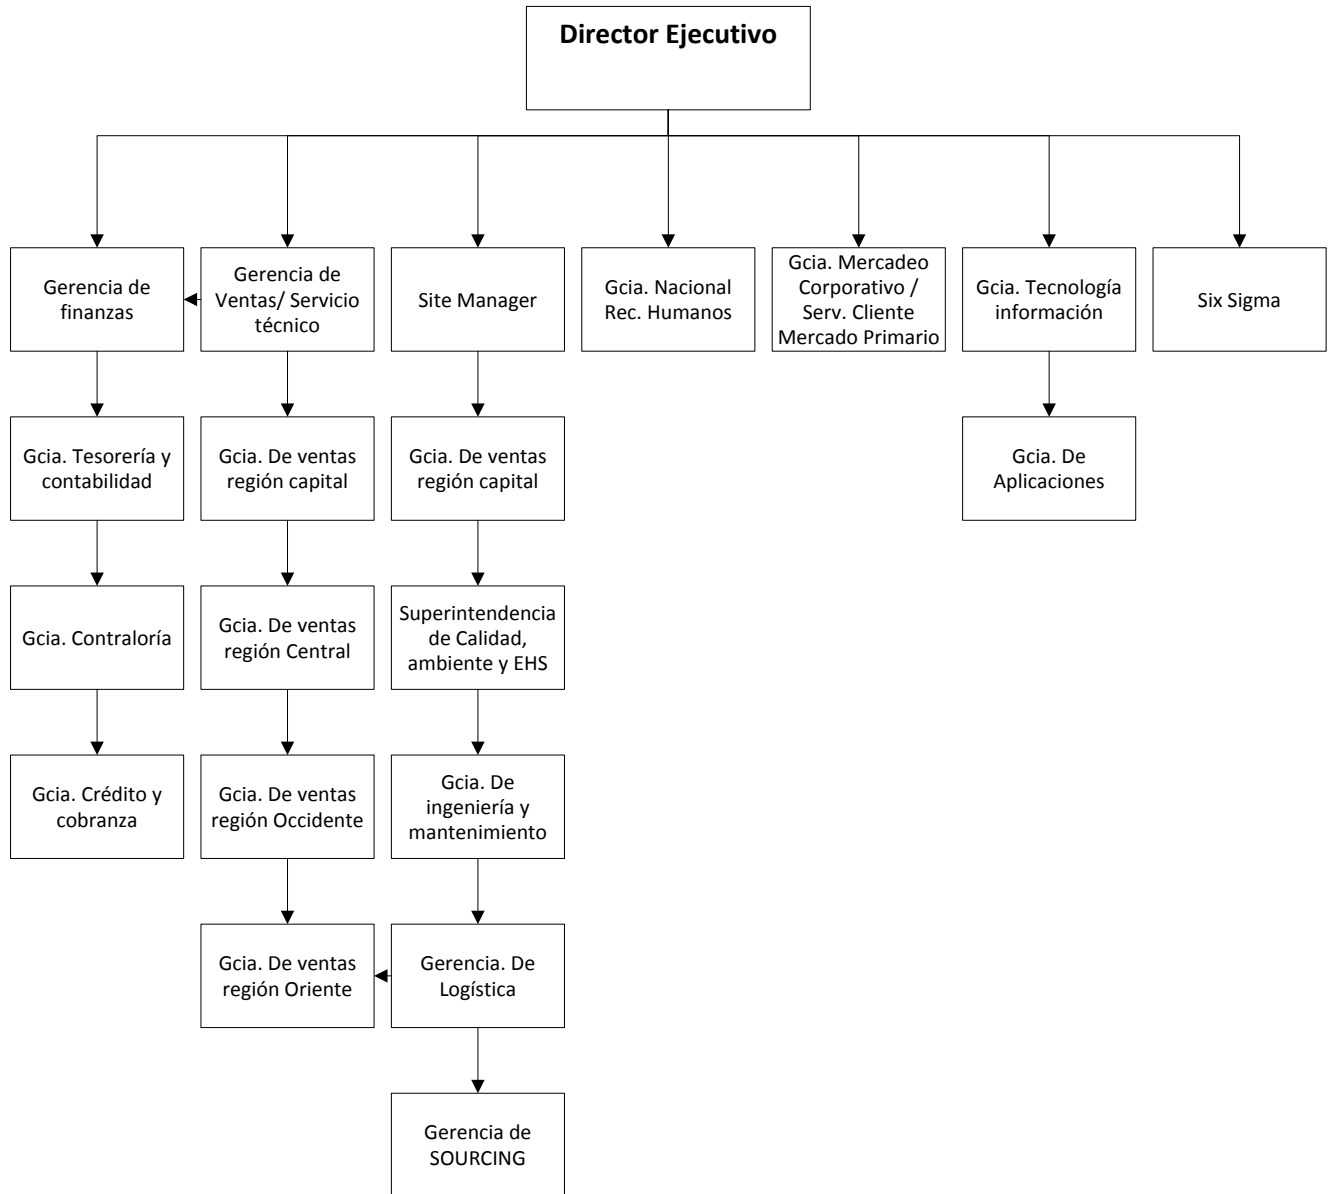 Director Ejecutivo
Gerencia de
finanzas
Gerencia de
Ventas/ Servicio
técnico
Site Manager
Gcia. Nacional
Rec. Humanos
Gcia. Mercadeo
Corporativo /
Serv. Cliente
Mercado Primario
Gcia. Tecnología
información
Six Sigma
Gcia. Tesorería y
contabilidad
Gcia. De ventas
región capital
Gcia. De ventas
región capital
Gcia. De
Aplicaciones
Gcia. Contraloría
Gcia. De ventas
región Central
Superintendencia
de Calidad,
ambiente y EHS
Gcia. Crédito y
cobranza
Gcia. De ventas
región Occidente
Gcia. De
ingeniería y
mantenimiento
Gcia. De ventas
región Oriente
Gerencia. De
Logística
Gerencia de
SOURCING